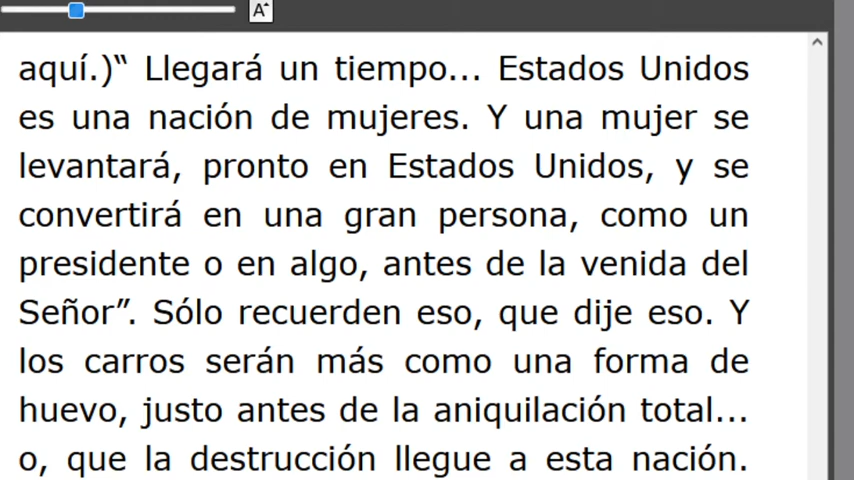 A
aquí.)“ Llegará un tiempo... Estados Unidos
es una nación de mujeres. Y una mujer se
levantará, pronto en Estados Unidos, y se
convertirá en una gran persona, como un
presidente o en algo, antes de la venida del
Señor”. Sólo recuerden eso, que dije eso. Y
los carros serán más como una forma de
huevo, justo antes de la aniquilación total...
o, que la destrucción llegue a esta nación.